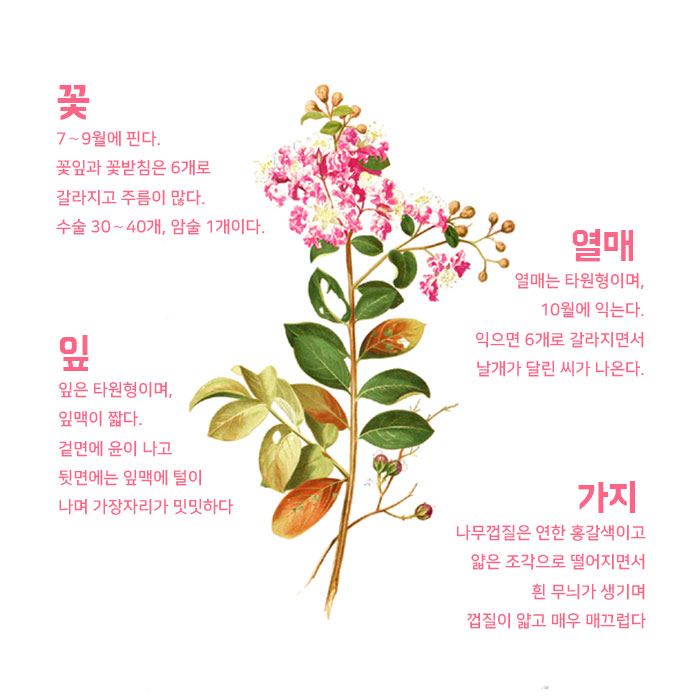 꽃
7~9월에 핀다.
꽃잎과 꽃받침은 6개로
갈라지고 주름이 많다.
수술 30~40개, 암술 1개이다.
열매
열매는 타원형이며,
10월에 익는다.
익으면 6개로 갈라지면서
날개가 달린 씨가 나온다.
잎
잎은 타원형이며,
잎맥이 짧다.
겉면에 윤이 나고
뒷면에는 잎맥에 털이
나며 가장자리가 밋밋하다
가지
나무껍질은 연한 홍갈색이고
얇은 조각으로 떨어지면서
흰 무늬가 생기며
껍질이 얇고 매우 매끄럽다